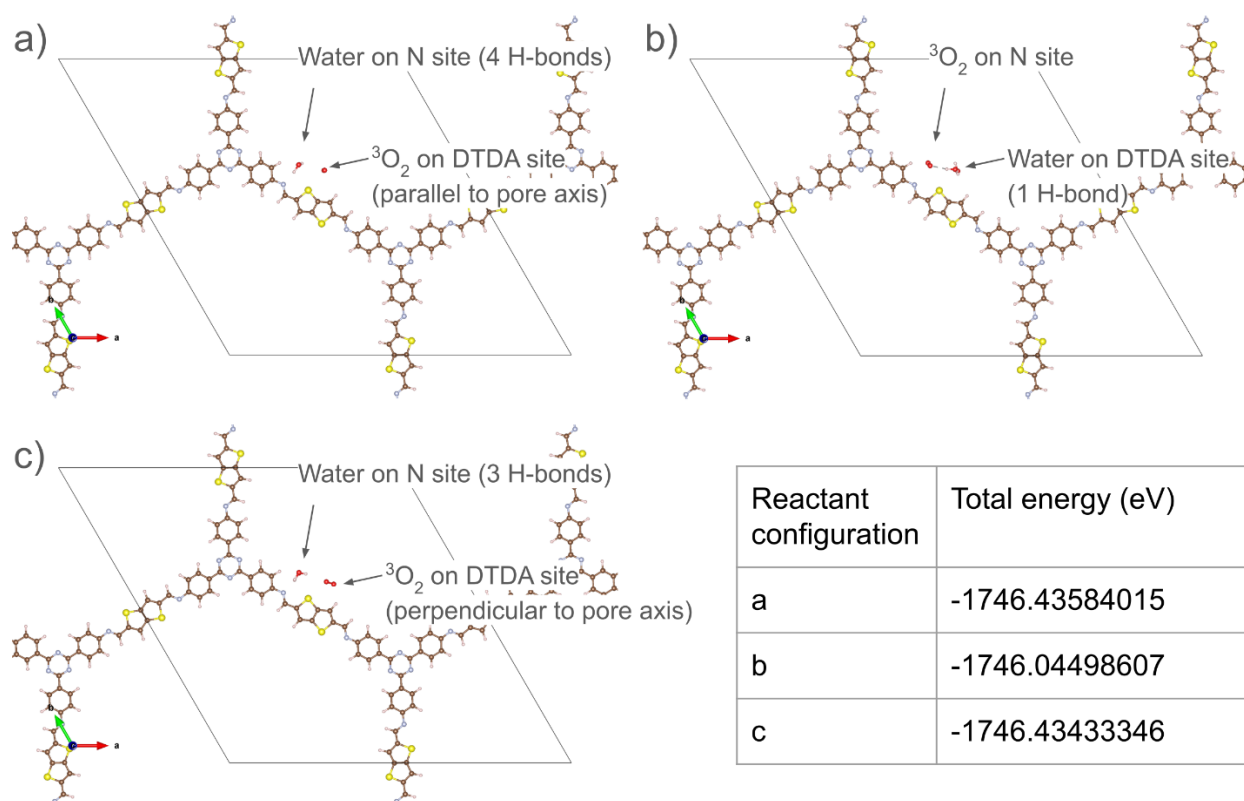 a)
Water on N site (4 H-bonds)
³O₂ on DTDA site
(parallel to pore axis)
b
a
b)
³O₂ on N site
Water on DTDA site
(1 H-bond)
b
a
c)
Water on N site (3 H-bonds)
³O₂ on DTDA site
(perpendicular to pore axis)
b
a
Reactant
configuration
Total energy (eV)
a
-1746.43584015
b
-1746.04498607
c
-1746.43433346